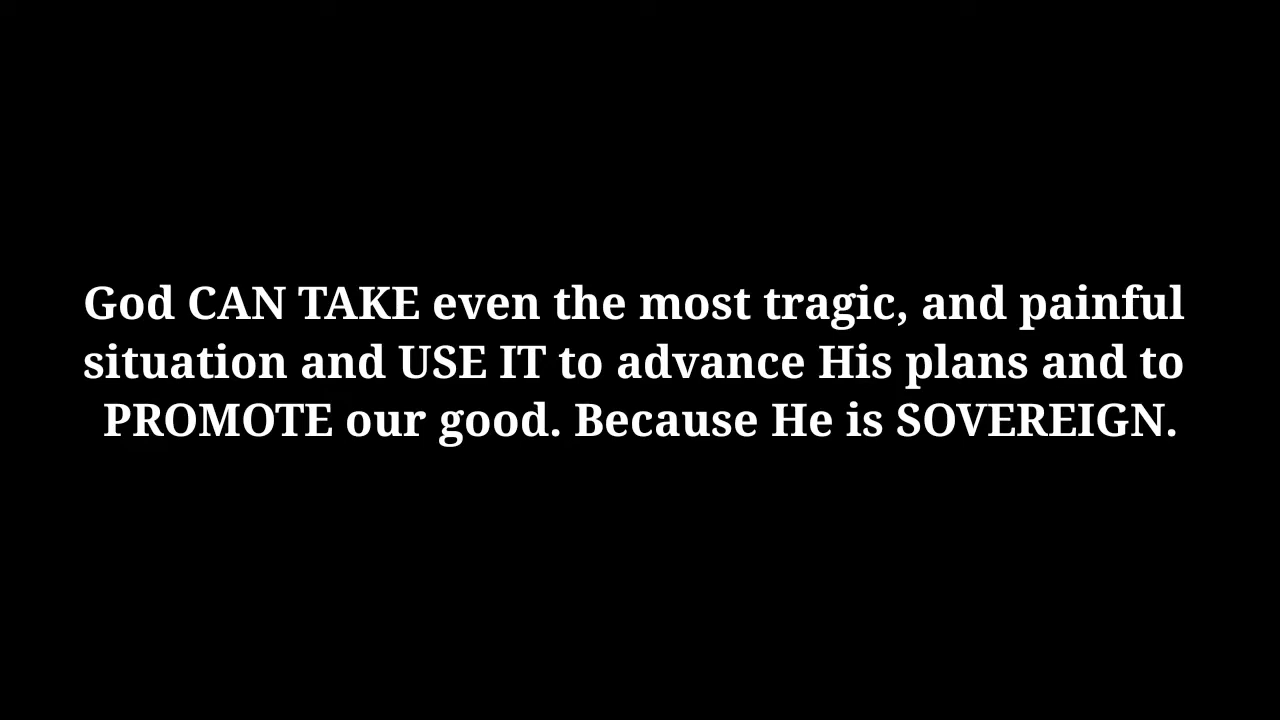 God CAN TAKE even the most tragic, and painful
situation and USE IT to advance His plans and to
PROMOTE our good. Because He is SOVEREIGN.